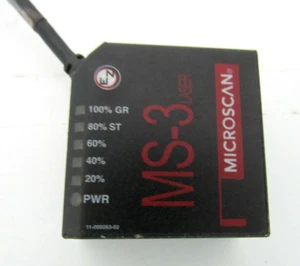 EZ
100% GR
80% ST
60%
40%
20%
PWR
MS-3
LASER
MICROSCAN